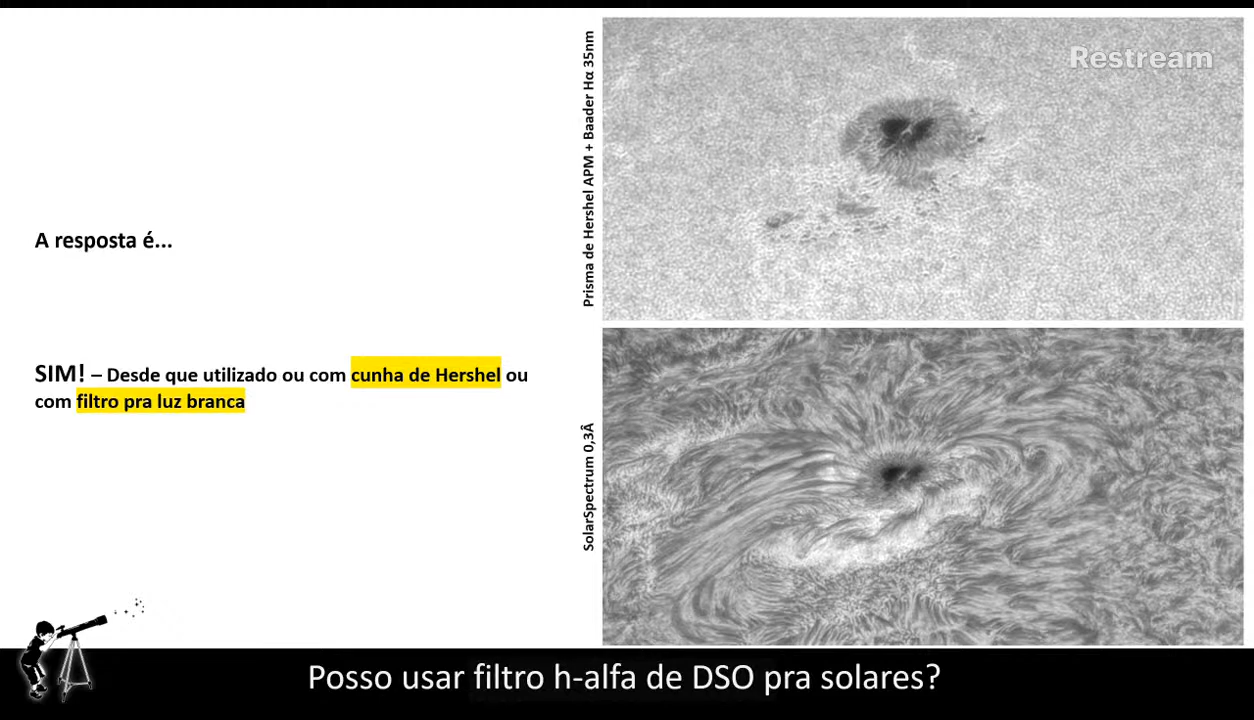 A resposta é...
SIM! – Desde que utilizado ou com cunha de Hershel ou
com filtro pra luz branca
Prisma de Hershel APM + Baader Hα 35nm
Restream
SolarSpectrum 0,3Â
Posso usar filtro h-alfa de DSO pra solares?